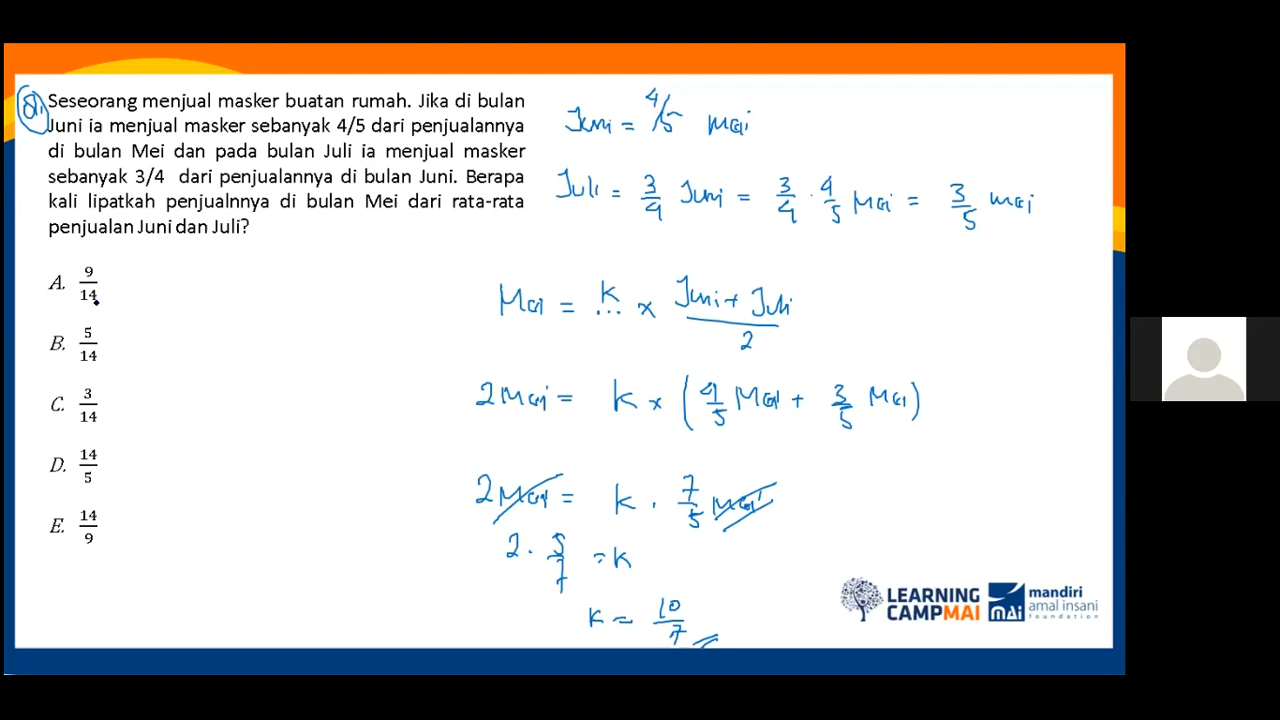 Seseorang menjual masker buatan rumah. Jika di bulan
Juni ia menjual masker sebanyak 4/5 dari penjualannya
di bulan Mei dan pada bulan Juli ia menjual masker
sebanyak 3/4 dari penjualannya di bulan Juni. Berapa
kali lipatkah penjualnnya di bulan Mei dari rata-rata
penjualan Juni dan Juli?
A. 9/14
B. 5/14
C. 3/14
D. 14/5
E. 14/9
Juni = 4/5 Mei
Juli = 3/4 Juni = 3/4 · 4/5 Mei = 3/5 Mei
Mei = K ... × (Juni + Juli)/2
2 Mei = K × (4/5 Mei + 3/5 Mei)
2 Mei = K · 7/5 Mei
2 · 5/7 = K
K = 10/7
LEARNING
CAMPMAI
MAI
mandiri
amal insani
foundation